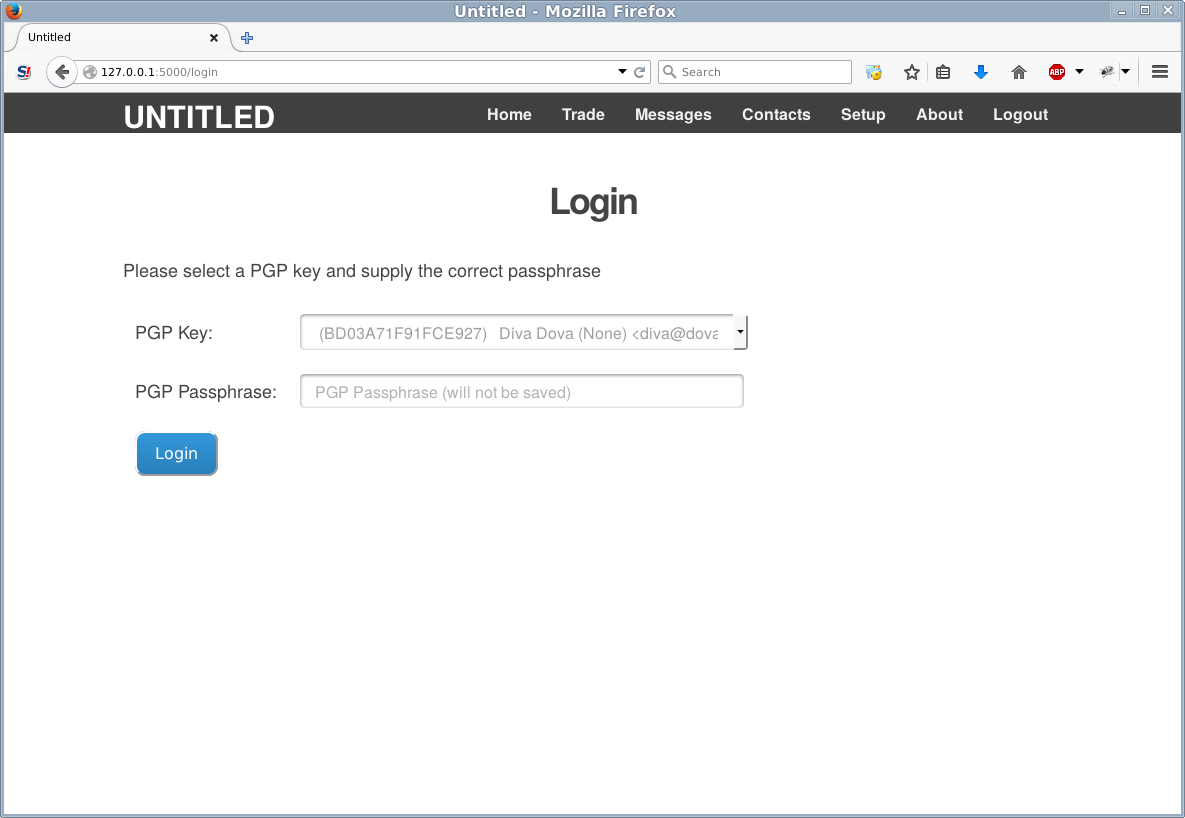 Untitled - Mozilla Firefox
Untitled
127.0.0.1:5000/login
Search
ABP
UNTITLED Home Trade Messages Contacts Setup About Logout
Login
Please select a PGP key and supply the correct passphrase
PGP Key: (BD03A71F91FCE927) Diva Dova (None) <diva@dova
PGP Passphrase: PGP Passphrase (will not be saved)
Login